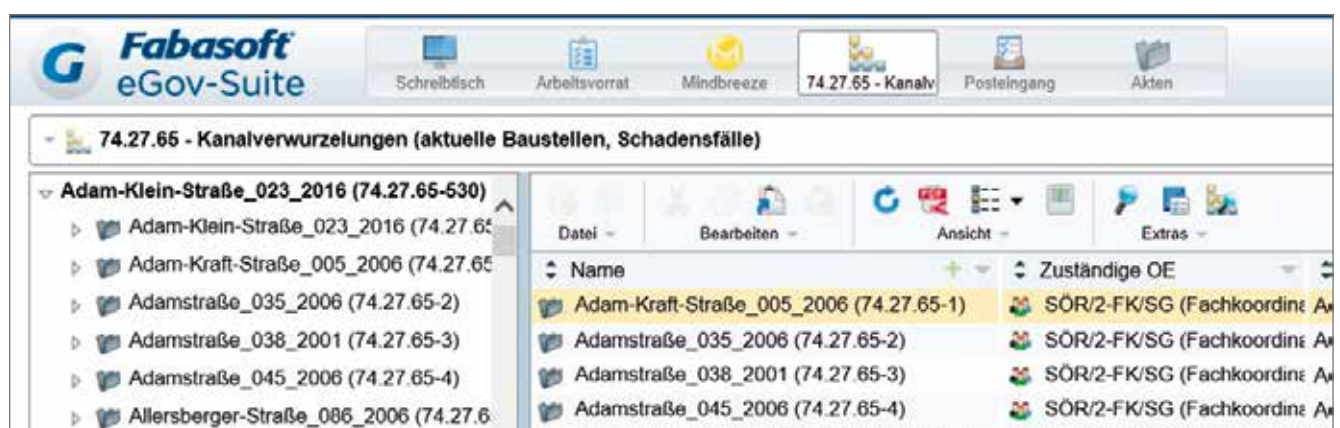 G Fabasoft
eGov-Suite
Schreibtisch Arbeitsvorrat Mindbreeze 74.27.65 - Kanalv Posteingang Akten
74.27.65 - Kanalverwurzelungen (aktuelle Baustellen, Schadensfälle)
Adam-Klein-Straße_023_2016 (74.27.65-530)
Adam-Klein-Straße_023_2016 (74.27.65
Adam-Kraft-Straße_005_2006 (74.27.65
Adamstraße_035_2006 (74.27.65-2)
Adamstraße_038_2001 (74.27.65-3)
Adamstraße_045_2006 (74.27.65-4)
Allersberger-Straße_086_2006 (74.27.6
Datei Bearbeiten Ansicht Extras
Name Zuständige OE
Adam-Kraft-Straße_005_2006 (74.27.65-1) SÖR/2-FK/SG (Fachkoordina
Adamstraße_035_2006 (74.27.65-2) SÖR/2-FK/SG (Fachkoordina
Adamstraße_038_2001 (74.27.65-3) SÖR/2-FK/SG (Fachkoordina
Adamstraße_045_2006 (74.27.65-4) SÖR/2-FK/SG (Fachkoordina